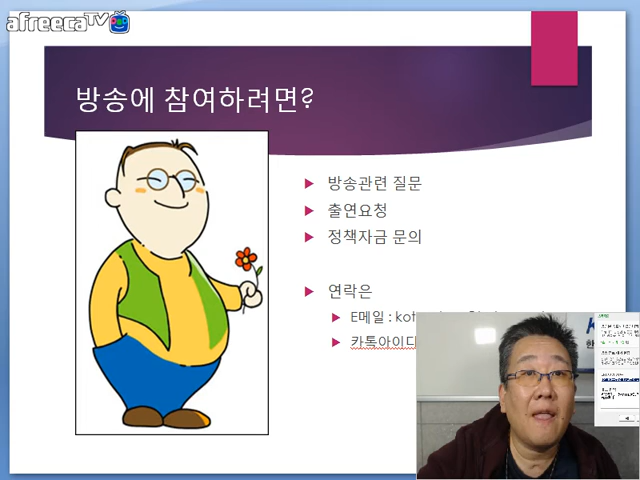 afreecaTV
방송에 참여하려면?
방송관련 질문
출연요청
정책자금 문의
연락은
E메일 :
카톡아이디